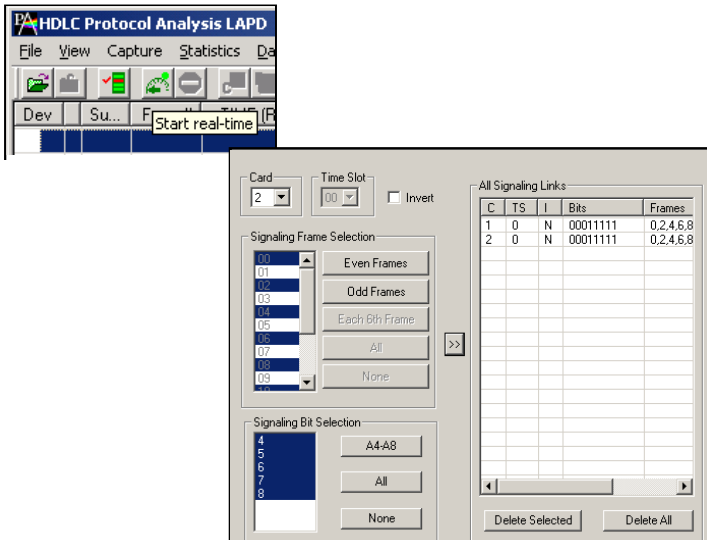 PA HDLC Protocol Analysis LAPD
File View Capture Statistics Da
Dev Su... F TIME (R
Start real-time
Card
2
Time Slot
00
Invert
Signaling Frame Selection
00
01
02
03
04
05
06
07
08
09
10
Even Frames
Odd Frames
Each 6th Frame
All
None
>>
Signaling Bit Selection
4
5
6
7
8
A4-A8
All
None
All Signaling Links
C TS I Bits Frames
1 0 N 00011111 0,2,4,6,8
2 0 N 00011111 0,2,4,6,8
Delete Selected Delete All